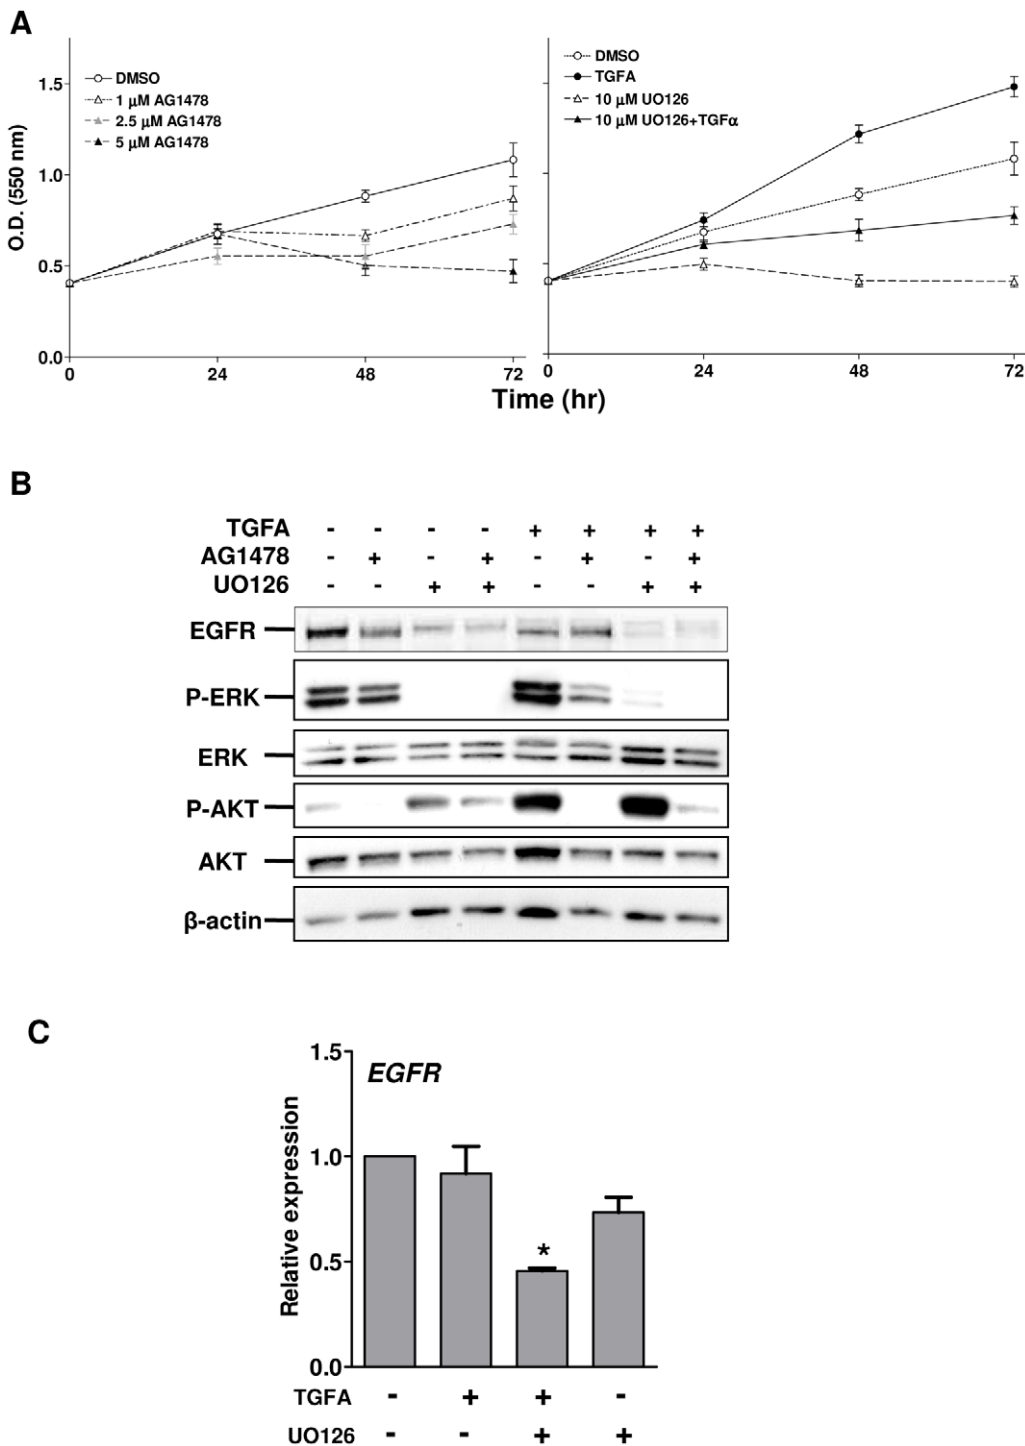 A
O.D. (550 nm)
1.5
1.0
0.5
0.0
DMSO
1 µM AG1478
2.5 µM AG1478
5 µM AG1478
0 24 48 72
DMSO
TGFA
10 µM UO126
10 µM UO126+TGFα
0 24 48 72
Time (hr)
B
TGFA - - - - + + + +
AG1478 - + - + - + - +
UO126 - - + + - - + +
EGFR
P-ERK
ERK
P-AKT
AKT
β-actin
C
Relative expression
1.5
1.0
0.5
0.0
EGFR
*
TGFA - + + -
UO126 - - + +